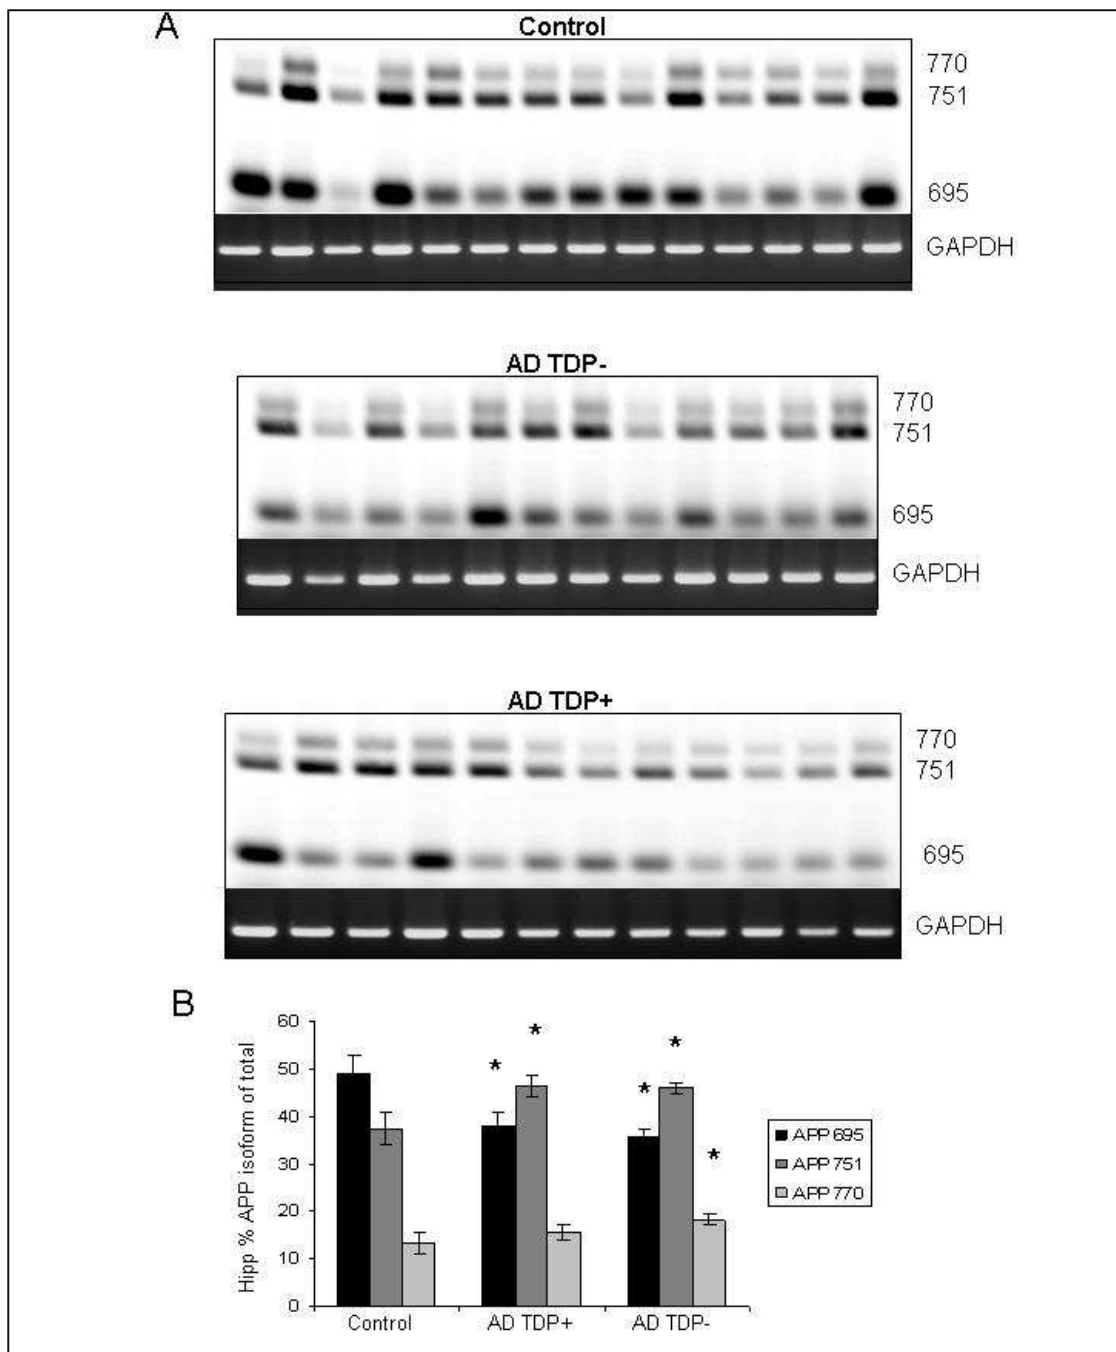 A
Control
770
751
695
GAPDH
AD TDP-
770
751
695
GAPDH
AD TDP+
770
751
695
GAPDH
B
Hipp % APP isoform of total
60
50
40
30
20
10
0
* * * * *
Control AD TDP+ AD TDP-
APP 695
APP 751
APP 770